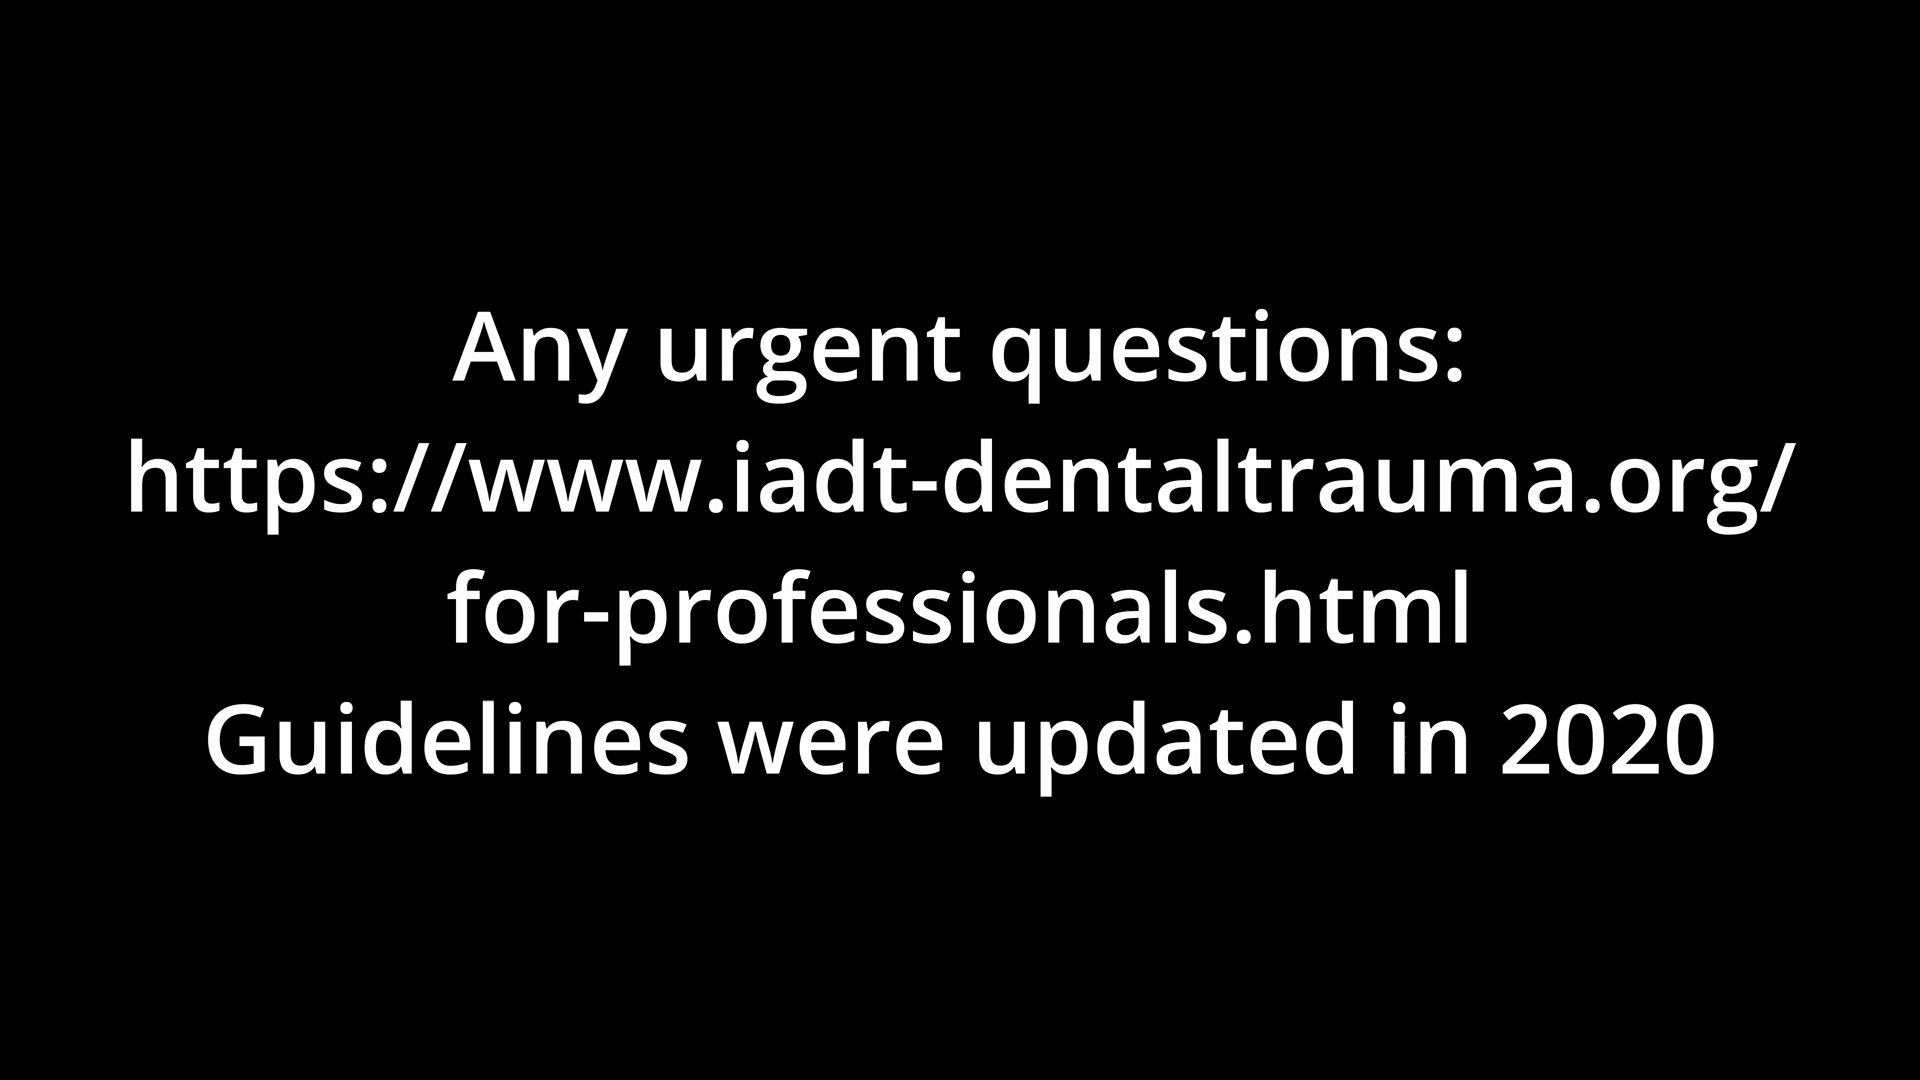 Any urgent questions:
https://www.iadt-dentaltrauma.org/
for-professionals.html
Guidelines were updated in 2020